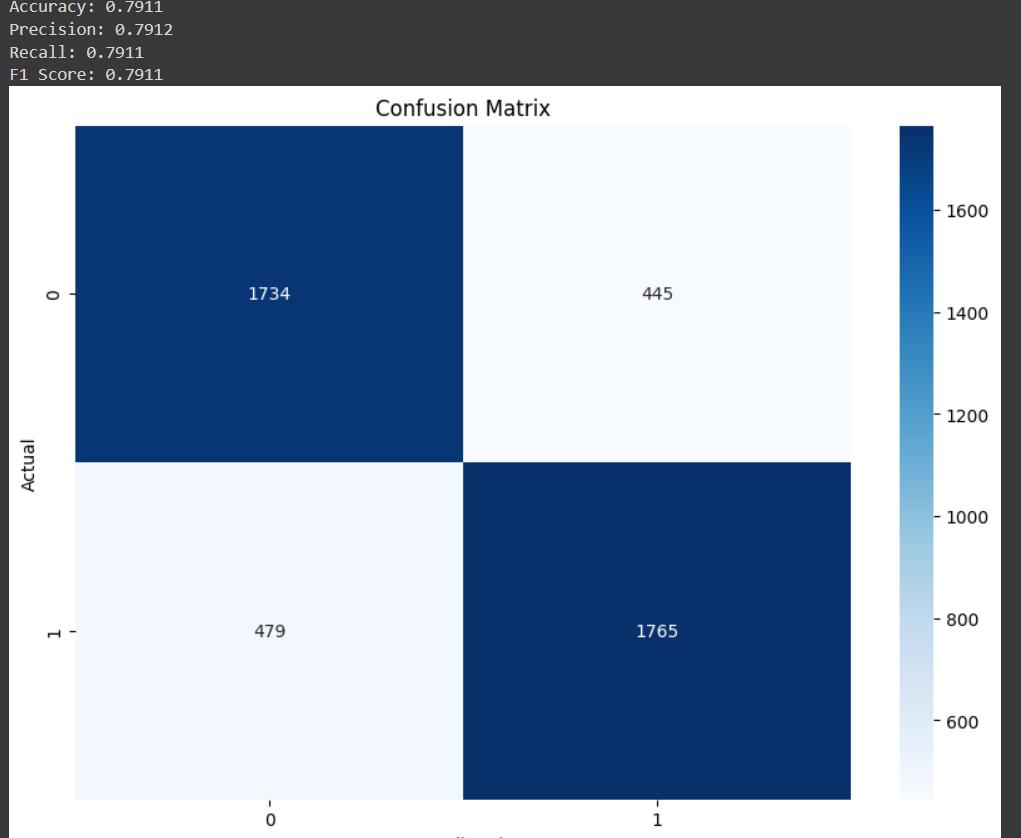 Accuracy: 0.7911
Precision: 0.7912
Recall: 0.7911
F1 Score: 0.7911
Confusion Matrix
1734
445
479
1765
Actual
0
1
0
1
1600
1400
1200
1000
800
600